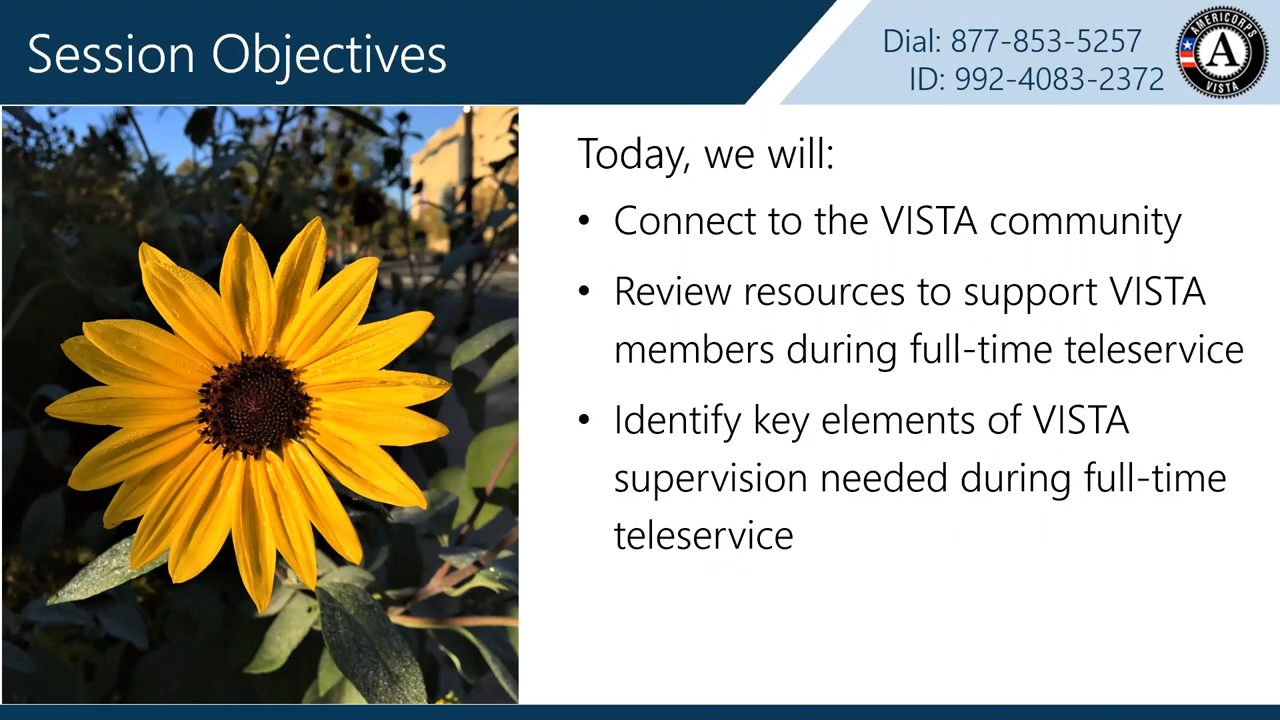 Session Objectives
Dial: 877-853-5257
ID: 992-4083-2372
AMERICORPS
A
VISTA
Today, we will:
• Connect to the VISTA community
• Review resources to support VISTA
members during full-time teleservice
• Identify key elements of VISTA
supervision needed during full-time
teleservice